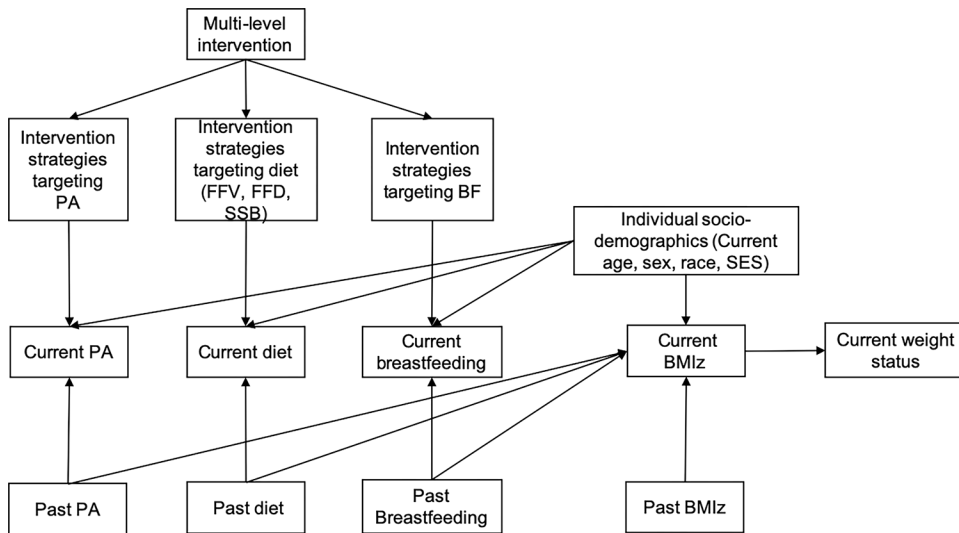 Multi-level
intervention
Intervention
strategies
targeting
PA
Intervention
strategies
targeting diet
(FFV, FFD,
SSB)
Intervention
strategies
targeting BF
Individual socio-
demographics (Current
age, sex, race, SES)
Current PA
Current diet
Current
breastfeeding
Current
BMIz
Current weight
status
Past PA
Past diet
Past
Breastfeeding
Past BMIz